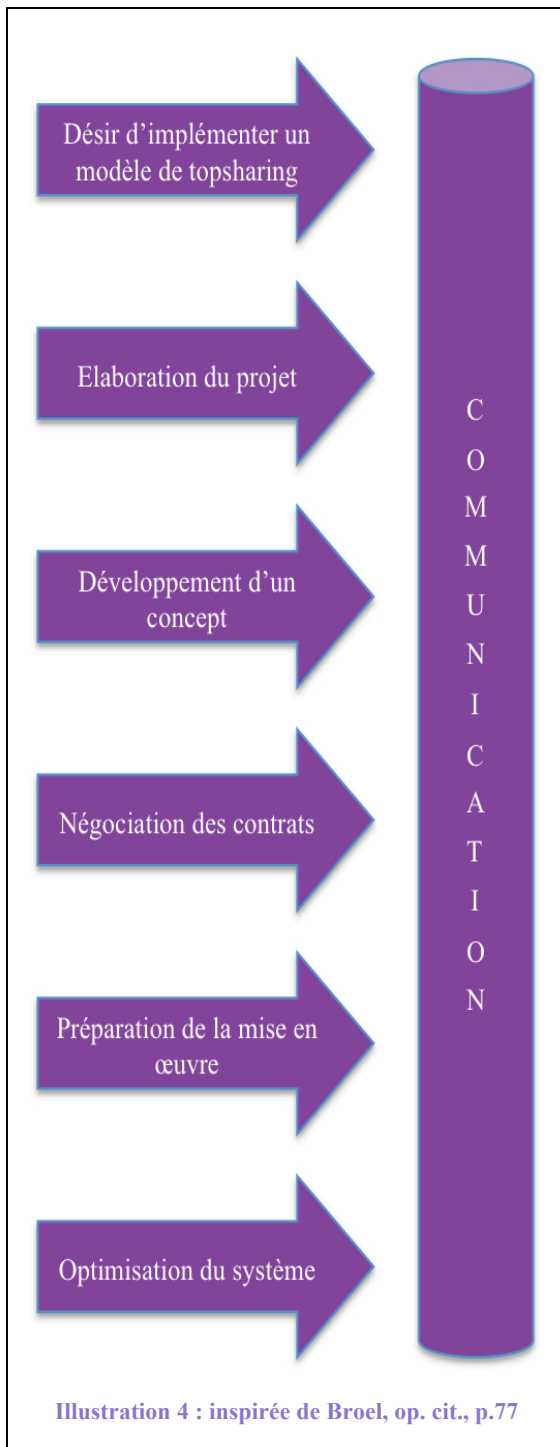 Désir d’implémenter un
modèle de topsharing
Elaboration du projet
Développement d’un
concept
Négociation des contrats
Préparation de la mise en
œuvre
Optimisation du système
COMMUNICATION
Illustration 4 : inspirée de Broel, op. cit., p.77